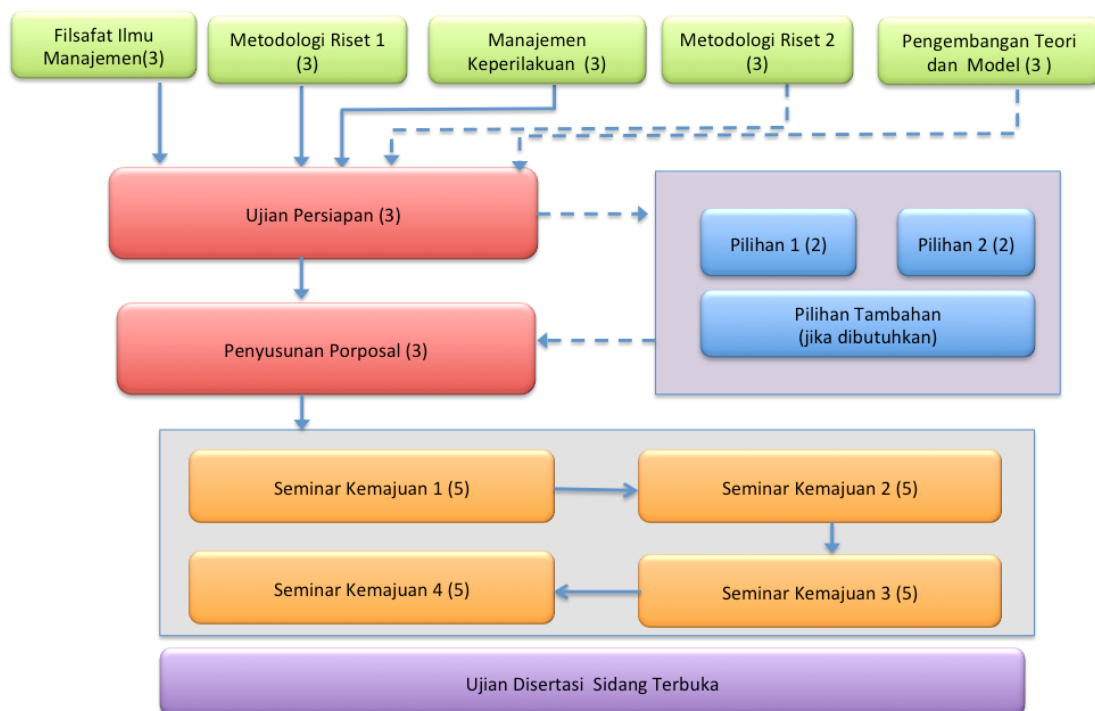 Filsafat Ilmu
Manajemen(3)
Metodologi Riset 1
(3)
Manajemen
Keperilakuan (3)
Metodologi Riset 2
(3)
Pengembangan Teori
dan Model (3 )
Ujian Persiapan (3)
Pilihan 1 (2)
Pilihan 2 (2)
Pilihan Tambahan
(jika dibutuhkan)
Penyusunan Porposal (3)
Seminar Kemajuan 1 (5)
Seminar Kemajuan 2 (5)
Seminar Kemajuan 4 (5)
Seminar Kemajuan 3 (5)
Ujian Disertasi Sidang Terbuka